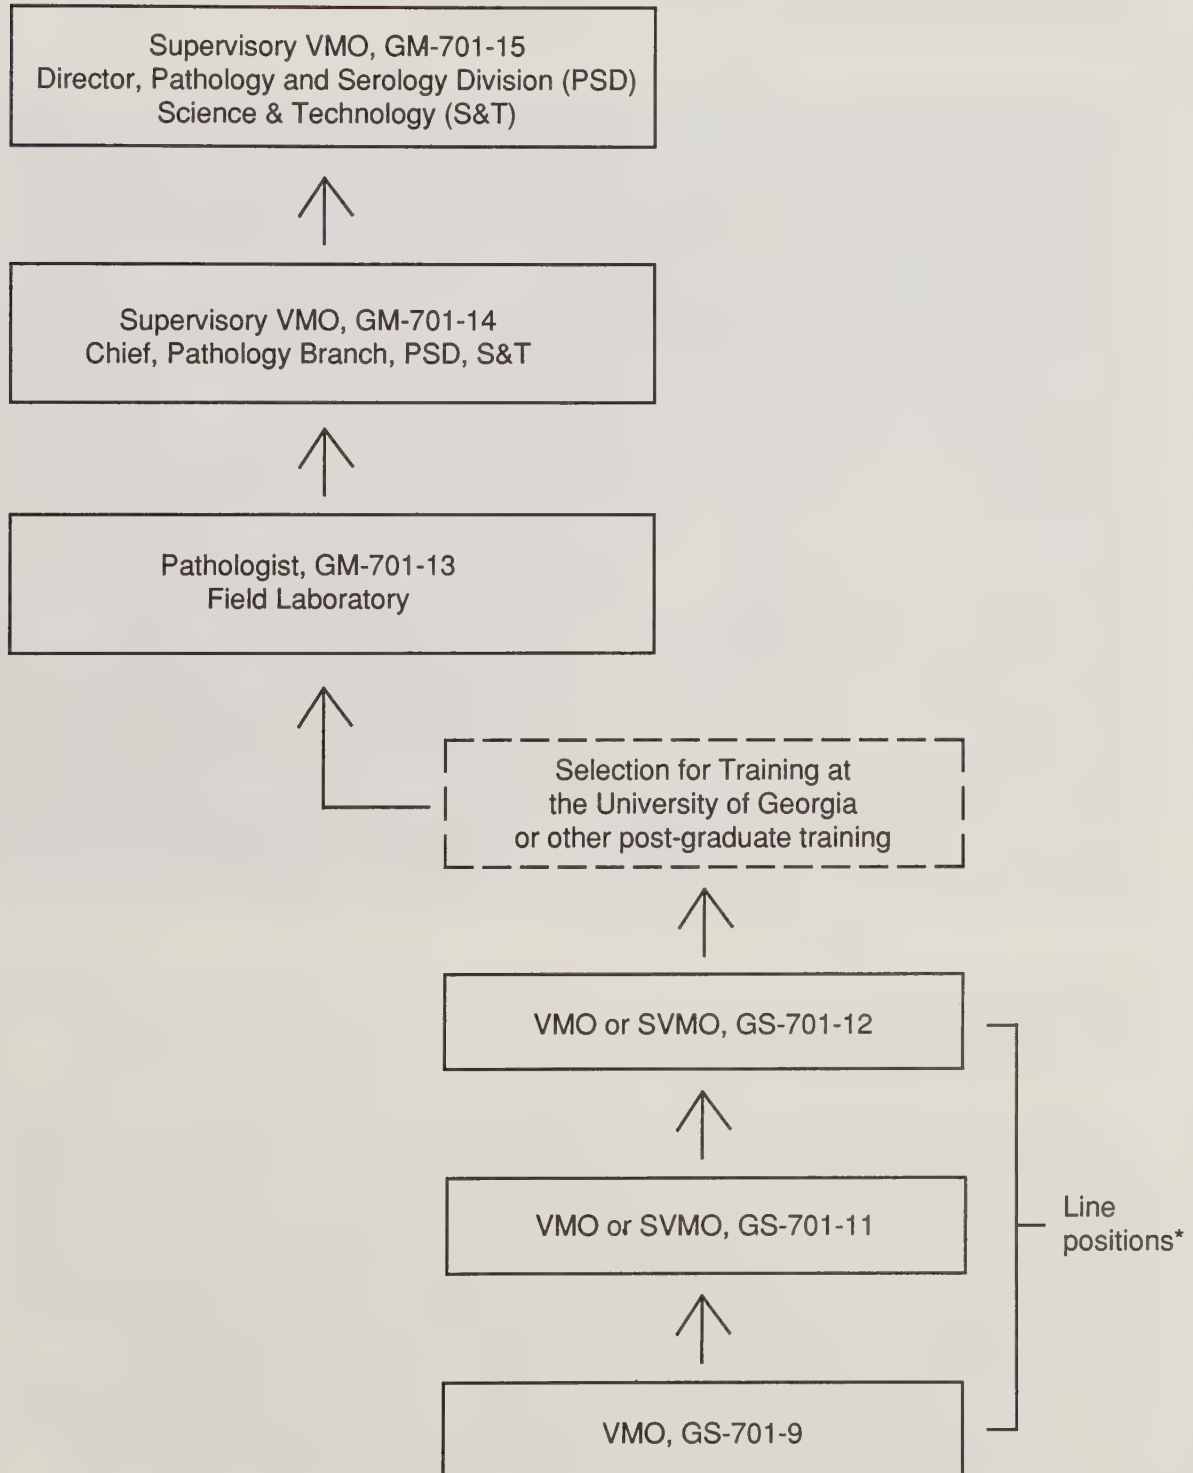 Supervisory VMO, GM-701-15
Director, Pathology and Serology Division (PSD)
Science & Technology (S&T)
Supervisory VMO, GM-701-14
Chief, Pathology Branch, PSD, S&T
Pathologist, GM-701-13
Field Laboratory
Selection for Training at
the University of Georgia
or other post-graduate training
VMO or SVMO, GS-701-12
VMO or SVMO, GS-701-11
Line
positions*
VMO, GS-701-9